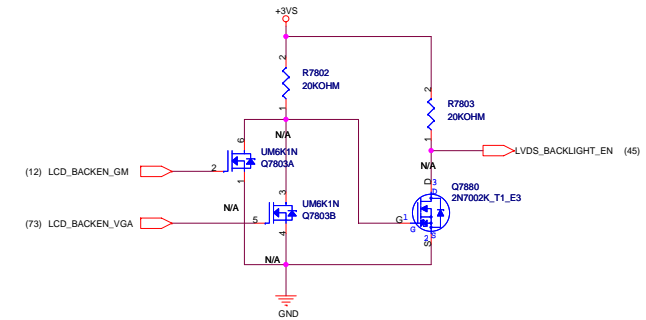 +3VS
2
R7802
20KOHM
1
2
R7803
20KOHM
1
N/A
6
UM6K1N
Q7803A
2
1
(12) LCD_BACKEN_GM
LVDS_BACKLIGHT_EN (45)
N/A
3
UM6K1N
Q7803B
N/A
5
4
(73) LCD_BACKEN_VGA
D
3
D
Q7880
2N7002K_T1_E3
G
1
G
2
S
S
N/A
GND